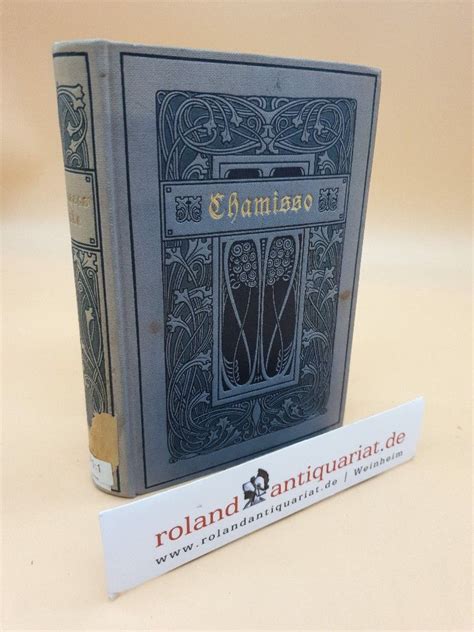 Chamisso
roland antiquariat.de
www.rolandantiquariat.de | Weinheim